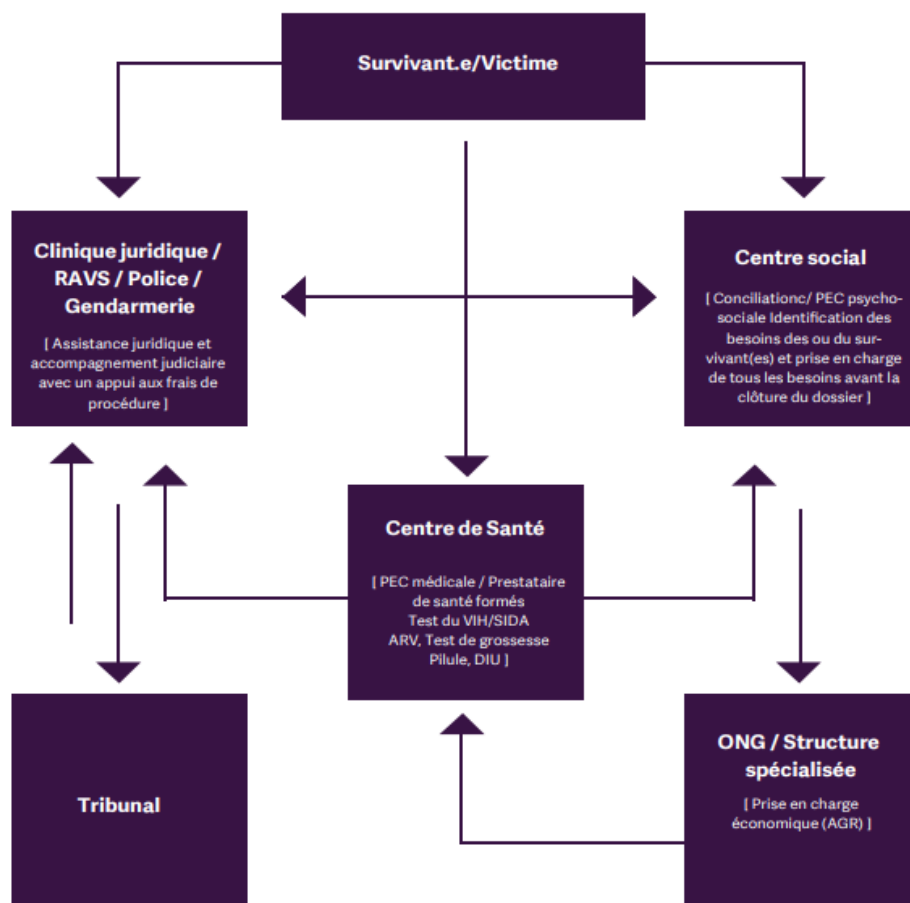 Survivant.e/Victime
Clinique juridique /
RAVS / Police /
Gendarmerie
[ Assistance juridique et
accompagnement judiciaire
avec un appui aux frais de
procédure ]
Centre social
[ Conciliationc/ PEC psycho-
sociale Identification des
besoins des ou du sur-
vivant(es) et prise en charge
de tous les besoins avant la
clôture du dossier ]
Centre de Santé
[ PEC médicale / Prestataire
de santé formés
Test du VIH/SIDA
ARV, Test de grossesse
Pilule, DIU ]
Tribunal
ONG / Structure
spécialisée
[ Prise en charge
économique (AGR) ]